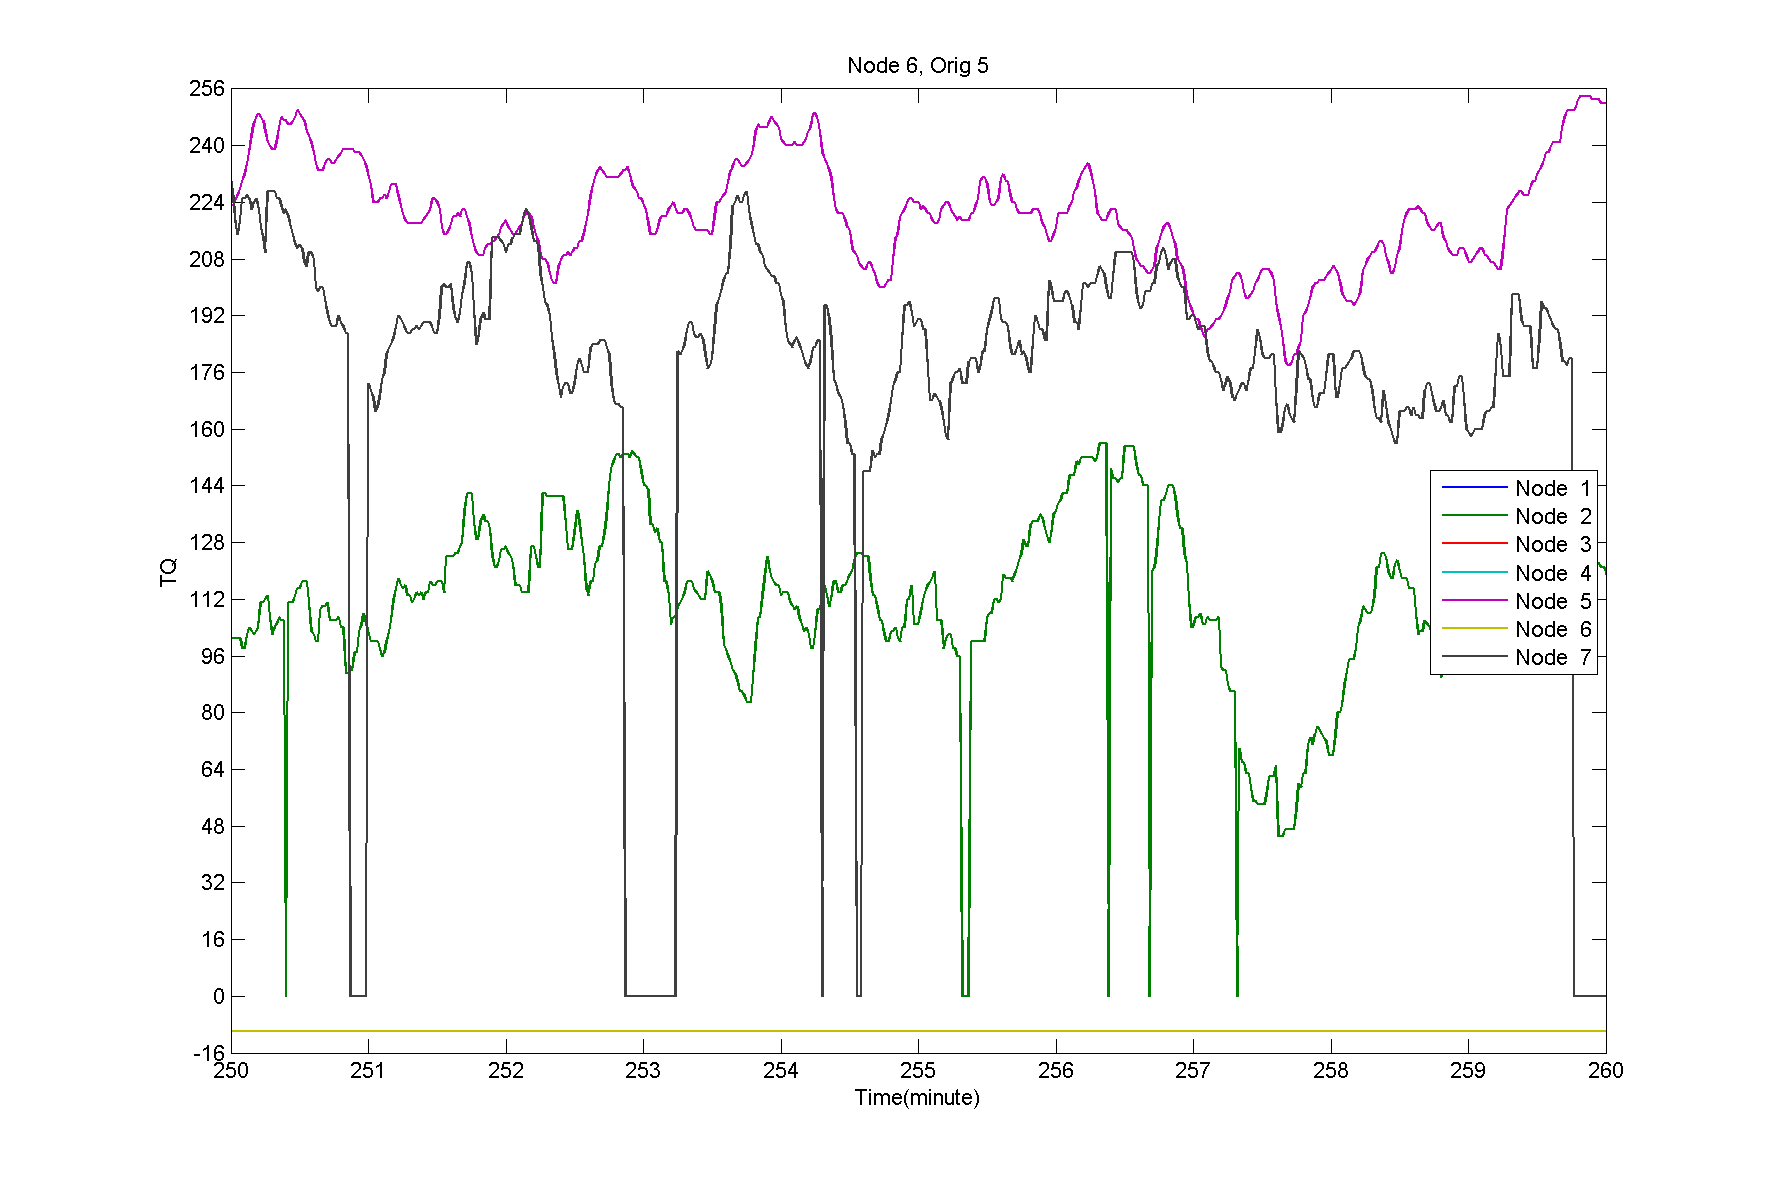 Node 6, Orig 5
256
240
224
208
192
176
160
144
128
112
96
80
64
48
32
16
0
-16
TQ
Node 1
Node 2
Node 3
Node 4
Node 5
Node 6
Node 7
250 251 252 253 254 255 256 257 258 259 260
Time(minute)